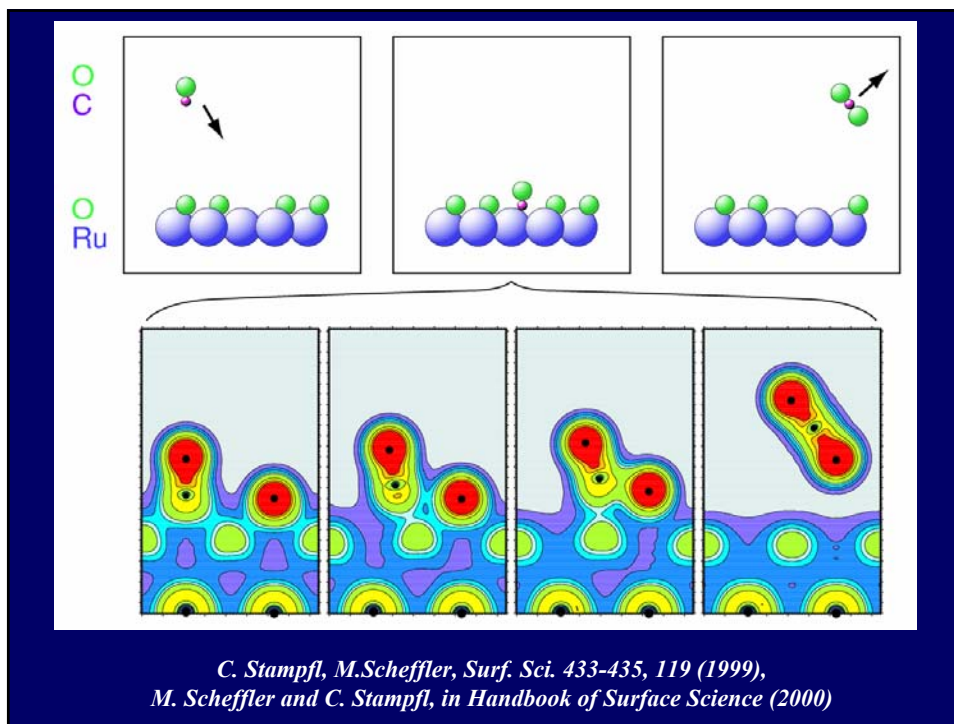 O
C
O
Ru
C. Stampfl, M.Scheffler, Surf. Sci. 433-435, 119 (1999),
M. Scheffler and C. Stampfl, in Handbook of Surface Science (2000)